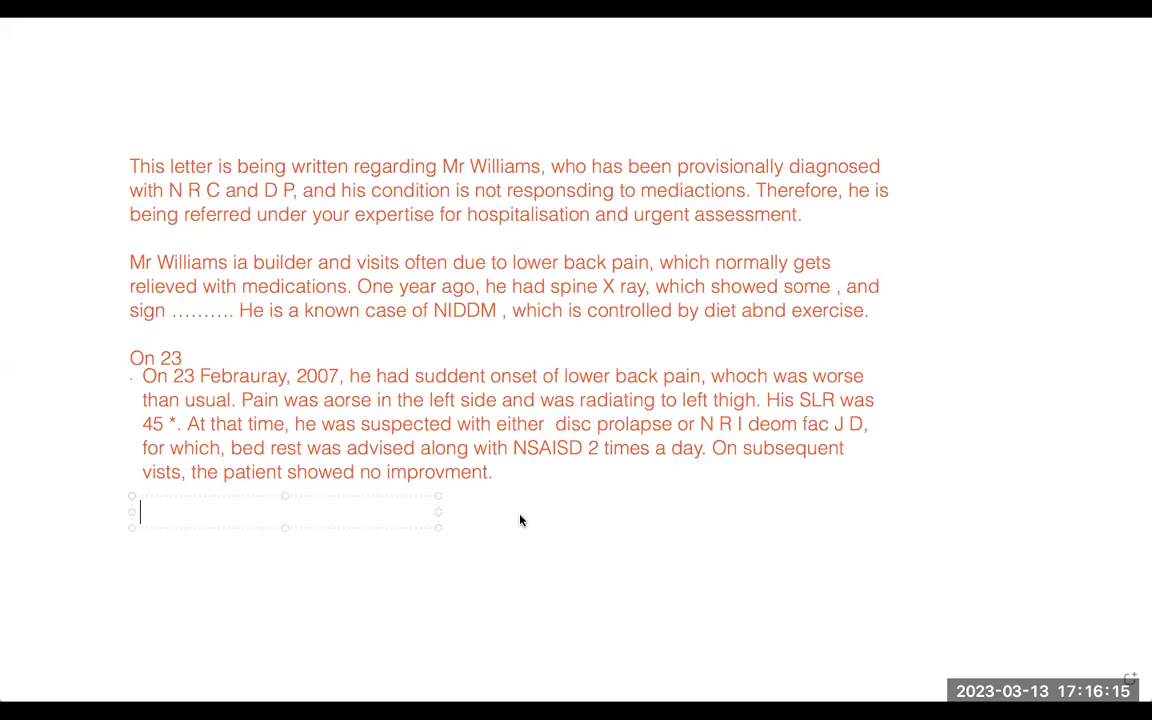 This letter is being written regarding Mr Williams, who has been provisionally diagnosed
with N R C and D P, and his condition is not responsding to mediactions. Therefore, he is
being referred under your expertise for hospitalisation and urgent assessment.
Mr Williams ia builder and visits often due to lower back pain, which normally gets
relieved with medications. One year ago, he had spine X ray, which showed some , and
sign ………. He is a known case of NIDDM , which is controlled by diet abnd exercise.
On 23
On 23 Febrauray, 2007, he had suddent onset of lower back pain, whoch was worse
than usual. Pain was aorse in the left side and was radiating to left thigh. His SLR was
45 *. At that time, he was suspected with either  disc prolapse or N R I deom fac J D,
for which, bed rest was advised along with NSAISD 2 times a day. On subsequent
vists, the patient showed no improvment.
2023-03-13 17:16:15